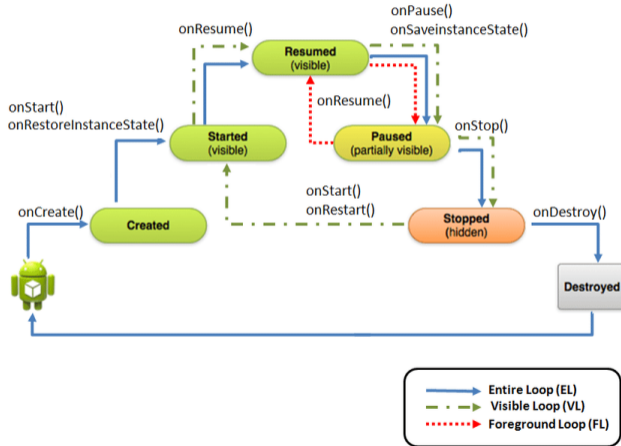 onPause()
onResume()
onSaveinstanceState()
Resumed
(visible)
onResume()
onStart()
onRestoreInstanceState()
Started
(visible)
Paused
(partially visible)
onStop()
onStart()
onRestart()
onCreate()
Created
Stopped
(hidden)
onDestroy()
Destroyed
Entire Loop (EL)
Visible Loop (VL)
Foreground Loop (FL)